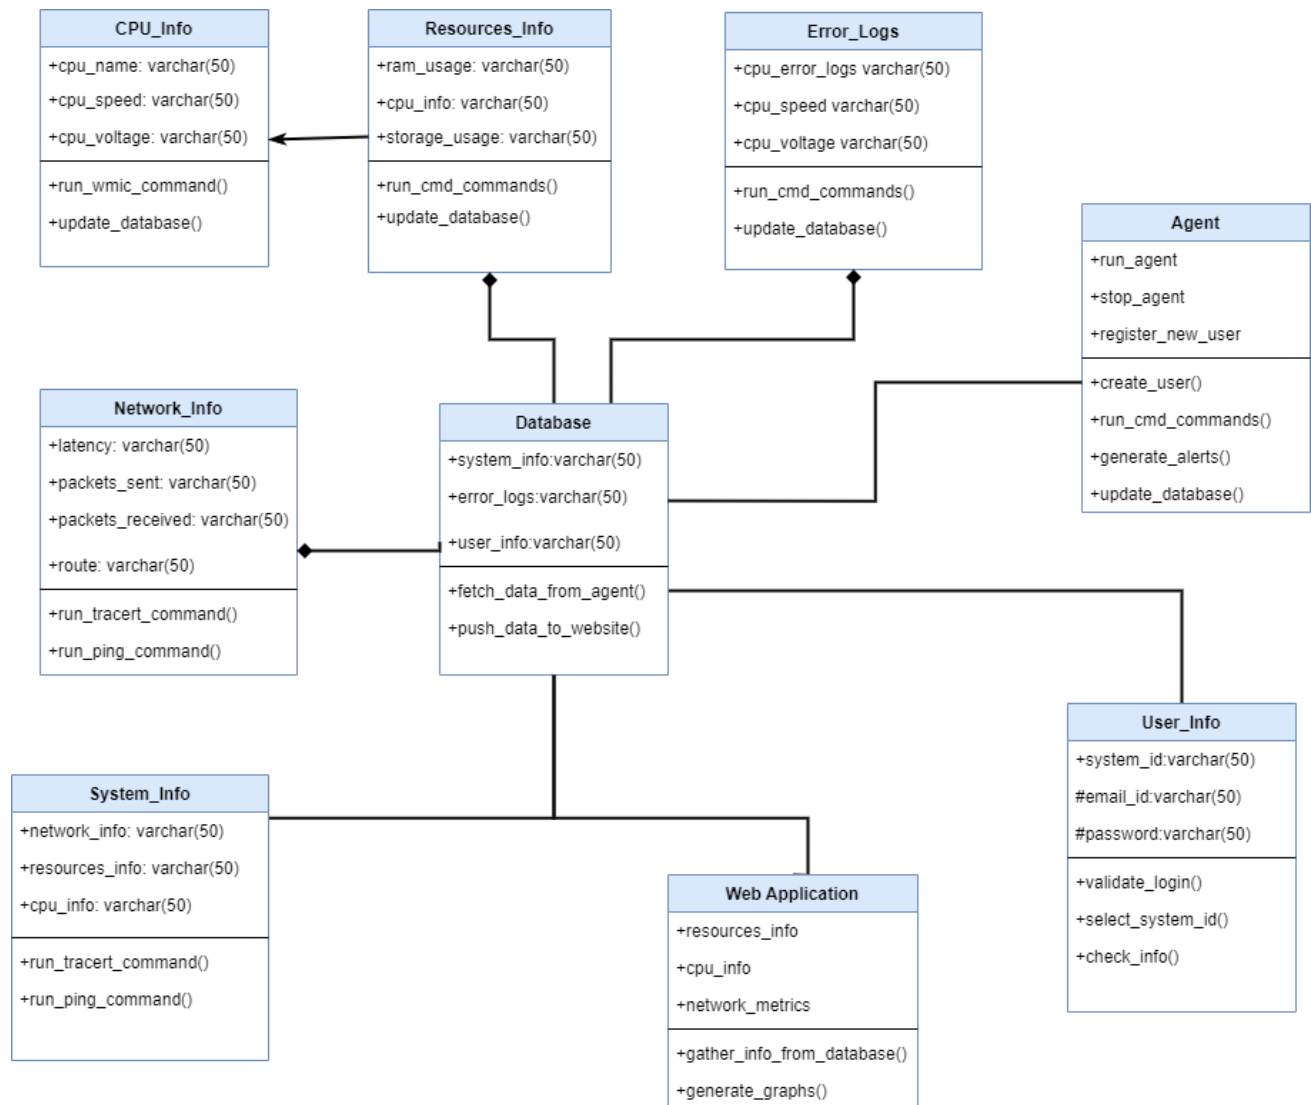 CPU_Info
+cpu_name: varchar(50)
+cpu_speed: varchar(50)
+cpu_voltage: varchar(50)
+run_wmic_command()
+update_database()
Resources_Info
+ram_usage: varchar(50)
+cpu_info: varchar(50)
+storage_usage: varchar(50)
+run_cmd_commands()
+update_database()
Error_Logs
+cpu_error_logs varchar(50)
+cpu_speed varchar(50)
+cpu_voltage varchar(50)
+run_cmd_commands()
+update_database()
Agent
+run_agent
+stop_agent
+register_new_user
+create_user()
+run_cmd_commands()
+generate_alerts()
+update_database()
Network_Info
+latency: varchar(50)
+packets_sent: varchar(50)
+packets_received: varchar(50)
+route: varchar(50)
+run_tracert_command()
+run_ping_command()
Database
+system_info:varchar(50)
+error_logs:varchar(50)
+user_info:varchar(50)
+fetch_data_from_agent()
+push_data_to_website()
User_Info
+system_id:varchar(50)
#email_id:varchar(50)
#password:varchar(50)
+validate_login()
+select_system_id()
+check_info()
System_Info
+network_info: varchar(50)
+resources_info: varchar(50)
+cpu_info: varchar(50)
+run_tracert_command()
+run_ping_command()
Web Application
+resources_info
+cpu_info
+network_metrics
+gather_info_from_database()
+generate_graphs()